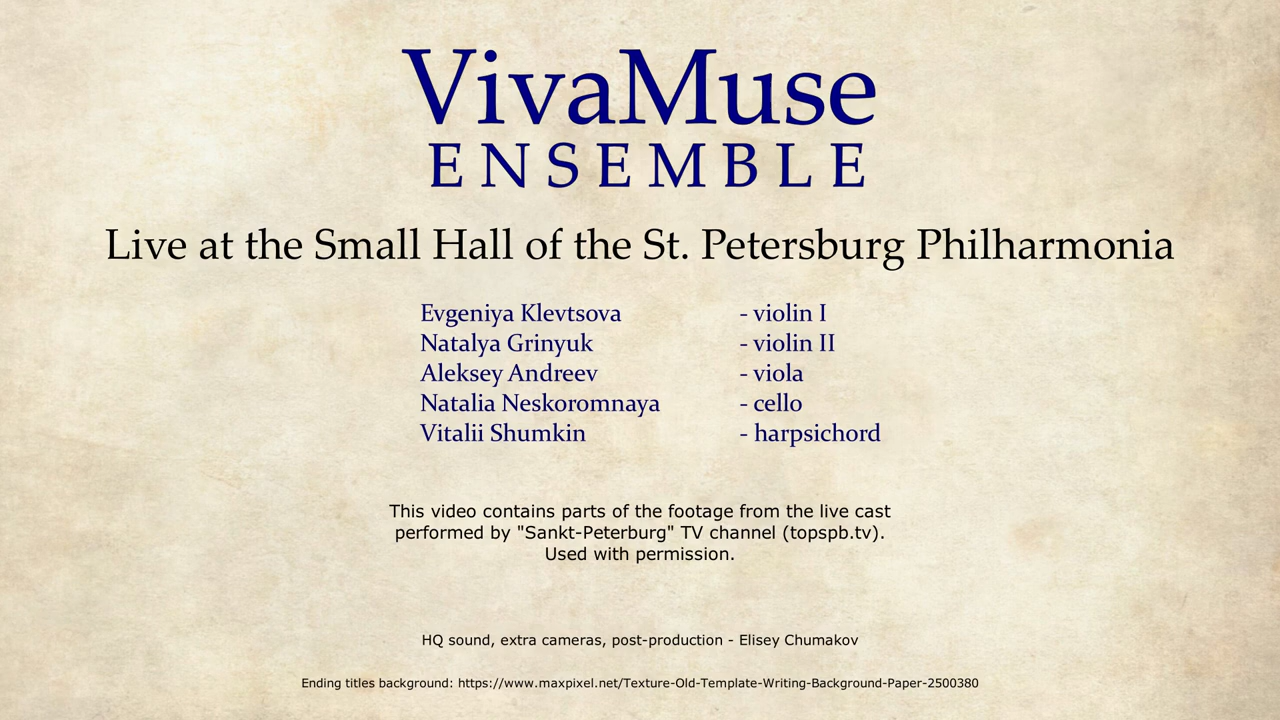 VivaMuse
ENSEMBLE
Live at the Small Hall of the St. Petersburg Philharmonia
Evgeniya Klevtsova - violin I
Natalya Grinyuk - violin II
Aleksey Andreev - viola
Natalia Neskoromnaya - cello
Vitalii Shumkin - harpsichord
This video contains parts of the footage from the live cast
performed by "Sankt-Peterburg" TV channel (topspb.tv).
Used with permission.
HQ sound, extra cameras, post-production - Elisey Chumakov
Ending titles background: https://www.maxpixel.net/Texture-Old-Template-Writing-Background-Paper-2500380